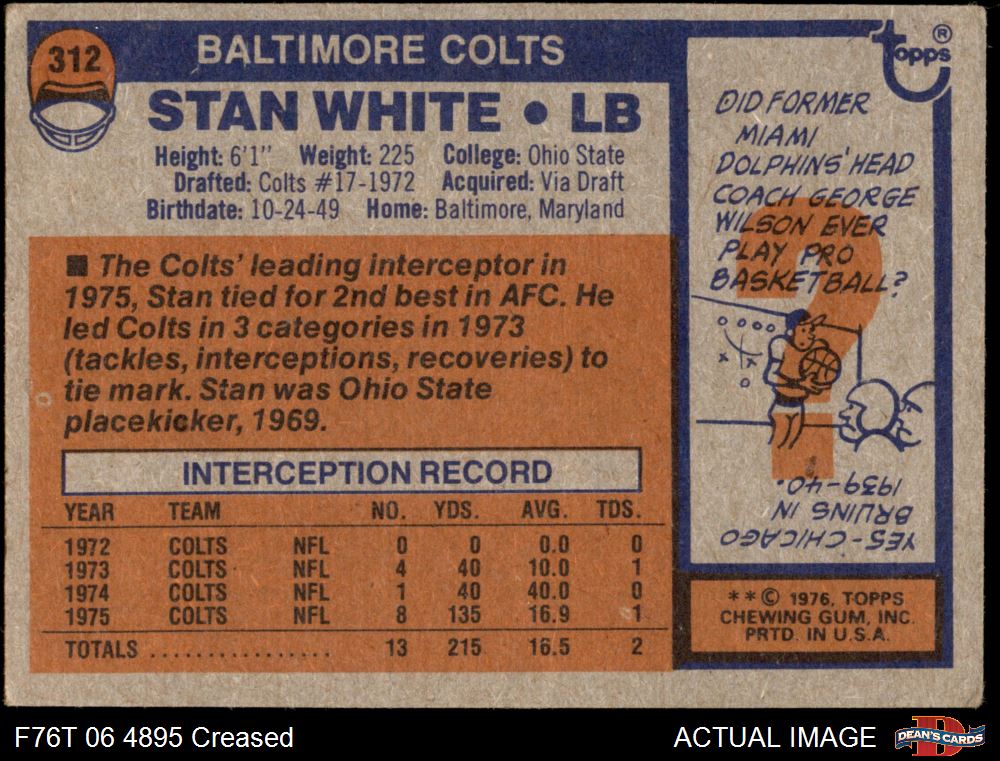 312
BALTIMORE COLTS
STAN WHITE • LB
Height: 6'1" Weight: 225 College: Ohio State
Drafted: Colts #17-1972 Acquired: Via Draft
Birthdate: 10-24-49 Home: Baltimore, Maryland
■ The Colts' leading interceptor in
1975, Stan tied for 2nd best in AFC. He
led Colts in 3 categories in 1973
(tackles, interceptions, recoveries) to
tie mark. Stan was Ohio State
placekicker, 1969.
INTERCEPTION RECORD
YEAR TEAM NO. YDS. AVG. TDS.
1972 COLTS NFL 0 0 0.0 0
1973 COLTS NFL 4 40 10.0 1
1974 COLTS NFL 1 40 40.0 0
1975 COLTS NFL 8 135 16.9 1
TOTALS ................ 13 215 16.5 2
topps ®
DID FORMER
MIAMI
DOLPHINS' HEAD
COACH GEORGE
WILSON EVER
PLAY PRO
BASKETBALL?
?
YES-CHICAGO
BRUINS IN
1939-40.
* * © 1976, TOPPS
CHEWING GUM, INC.
PRTD. IN U.S.A.
F76T 06 4895 Creased
ACTUAL IMAGE
D
DEAN'S CARDS